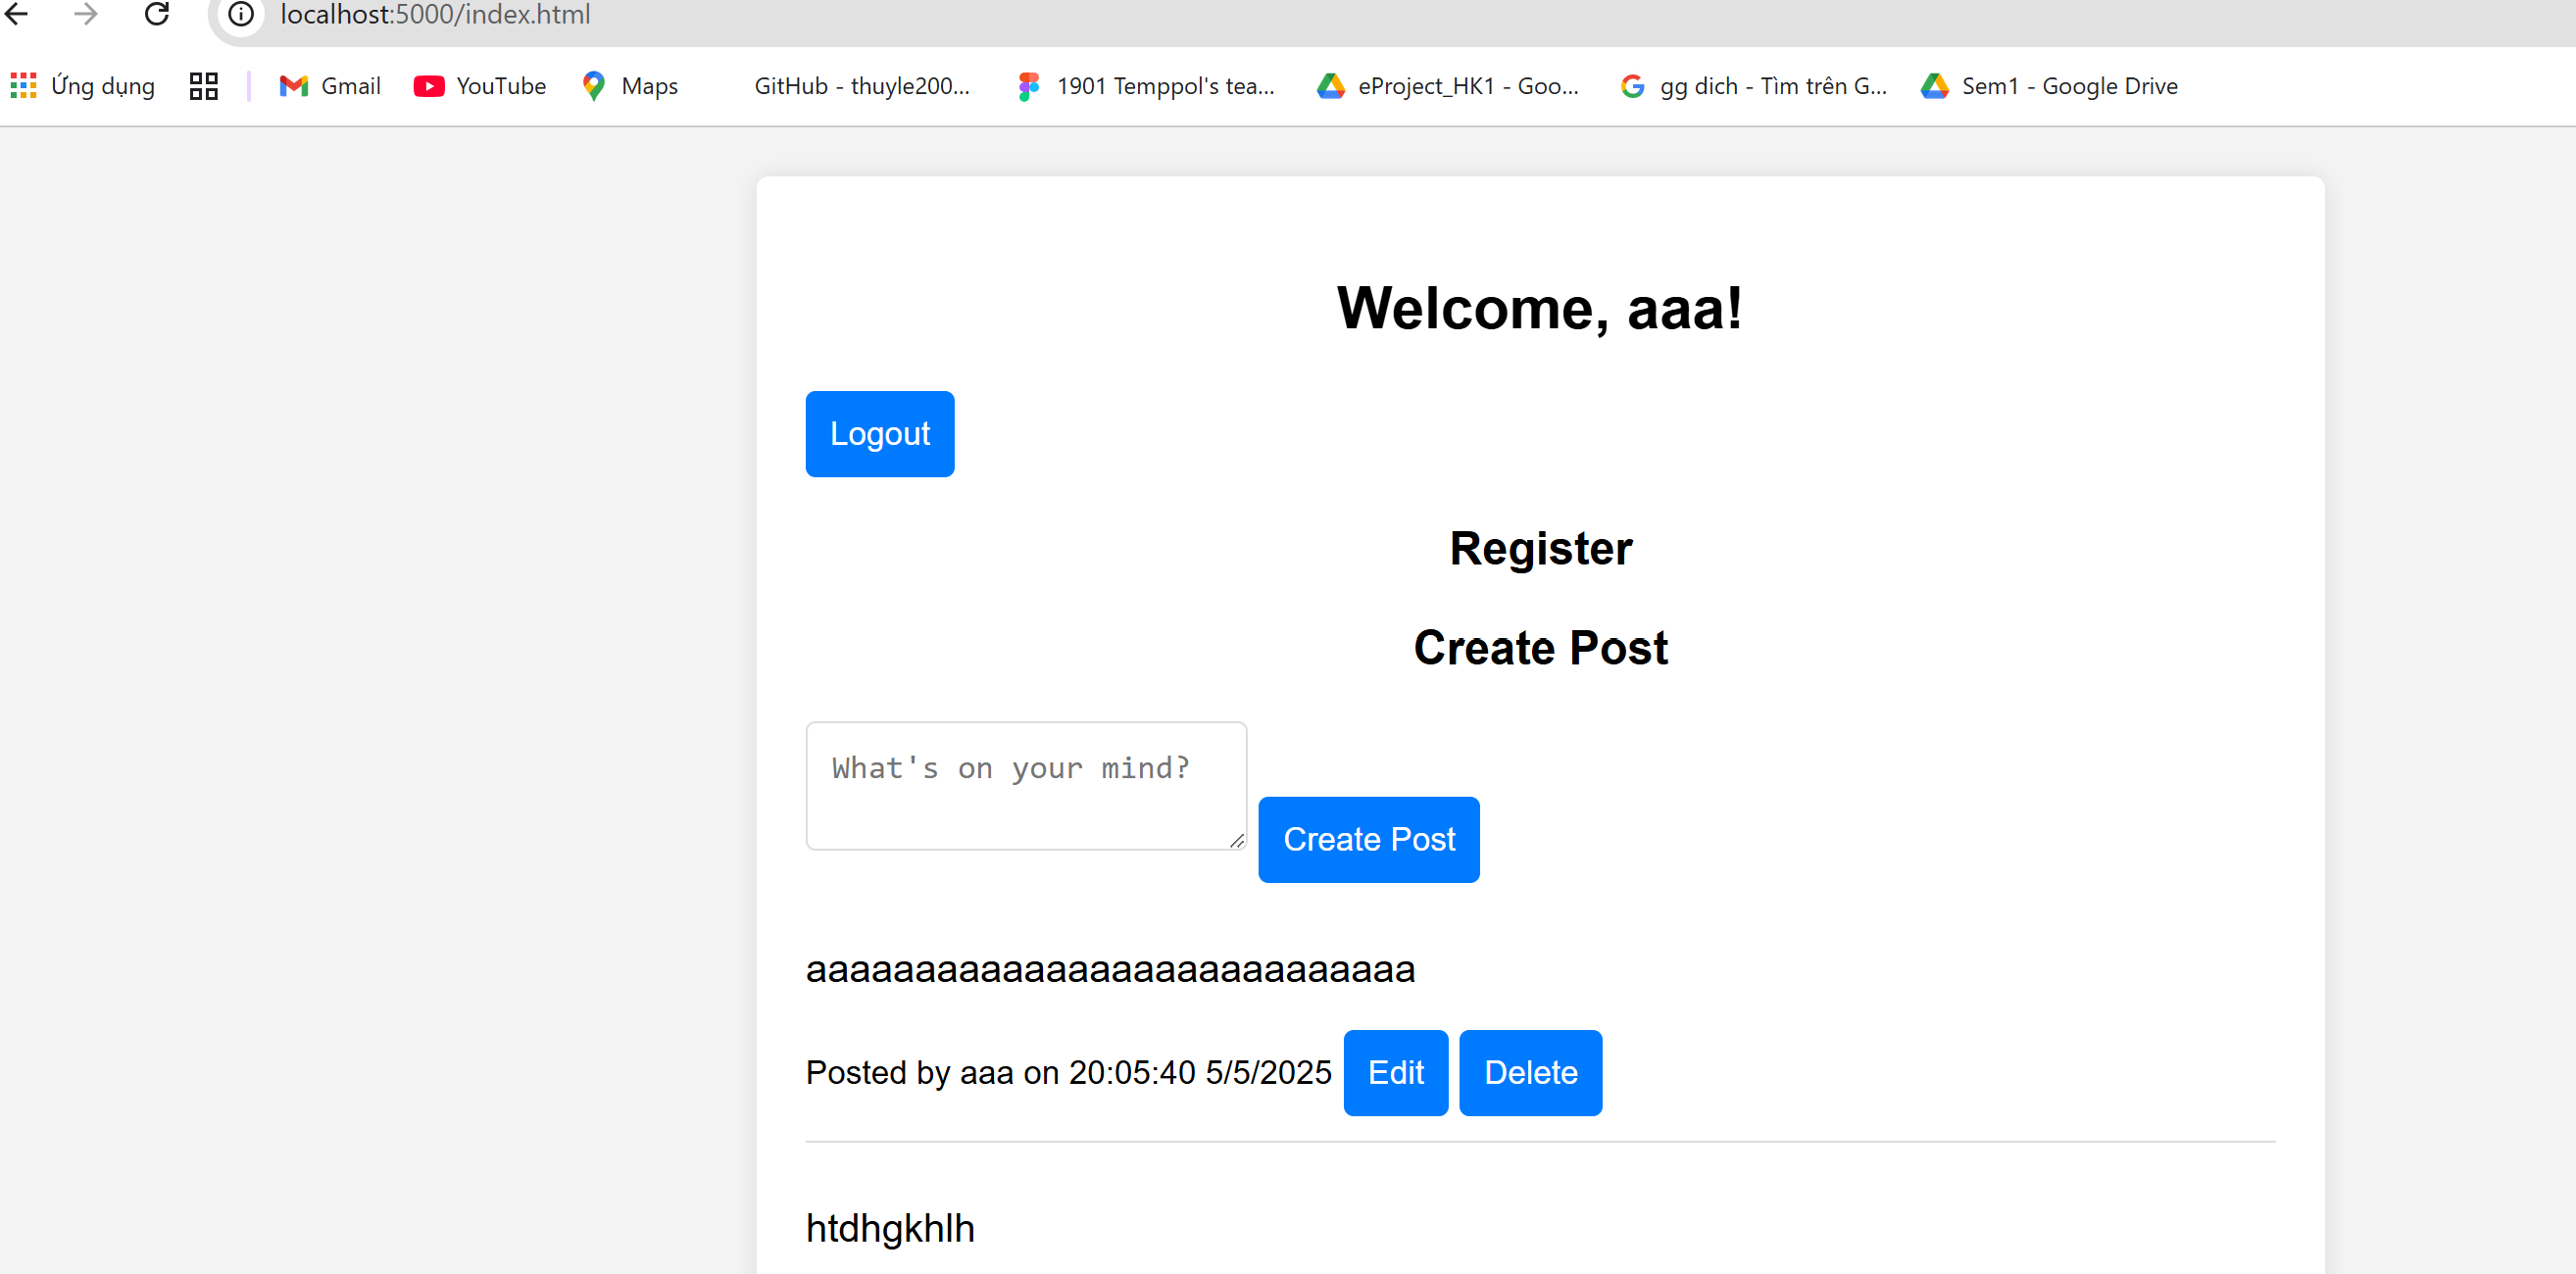 localhost:5000/index.html
Ứng dụng Gmail YouTube Maps GitHub - thuyle200... 1901 Temppol's tea... eProject_HK1 - Goo... gg dich - Tìm trên G... Sem1 - Google Drive
Welcome, aaa!
Logout
Register
Create Post
What's on your mind?
Create Post
aaaaaaaaaaaaaaaaaaaaaaaaaaaa
Posted by aaa on 20:05:40 5/5/2025 Edit Delete
htdhgkhlh